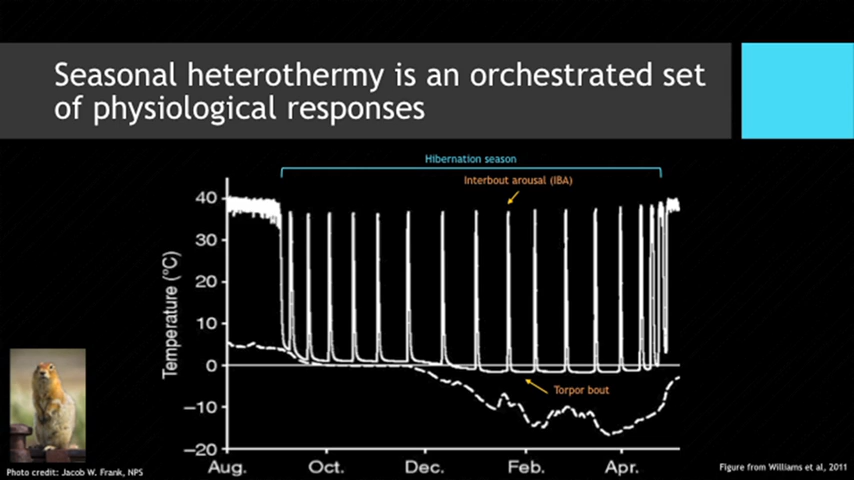 Seasonal heterothermy is an orchestrated set
of physiological responses
Hibernation season
Interbout arousal (IBA)
40
30
20
10
0
−10
−20
Temperature (°C)
Torpor bout
Aug.
Oct.
Dec.
Feb.
Apr.
Photo credit: Jacob W. Frank, NPS
Figure from Williams et al, 2011